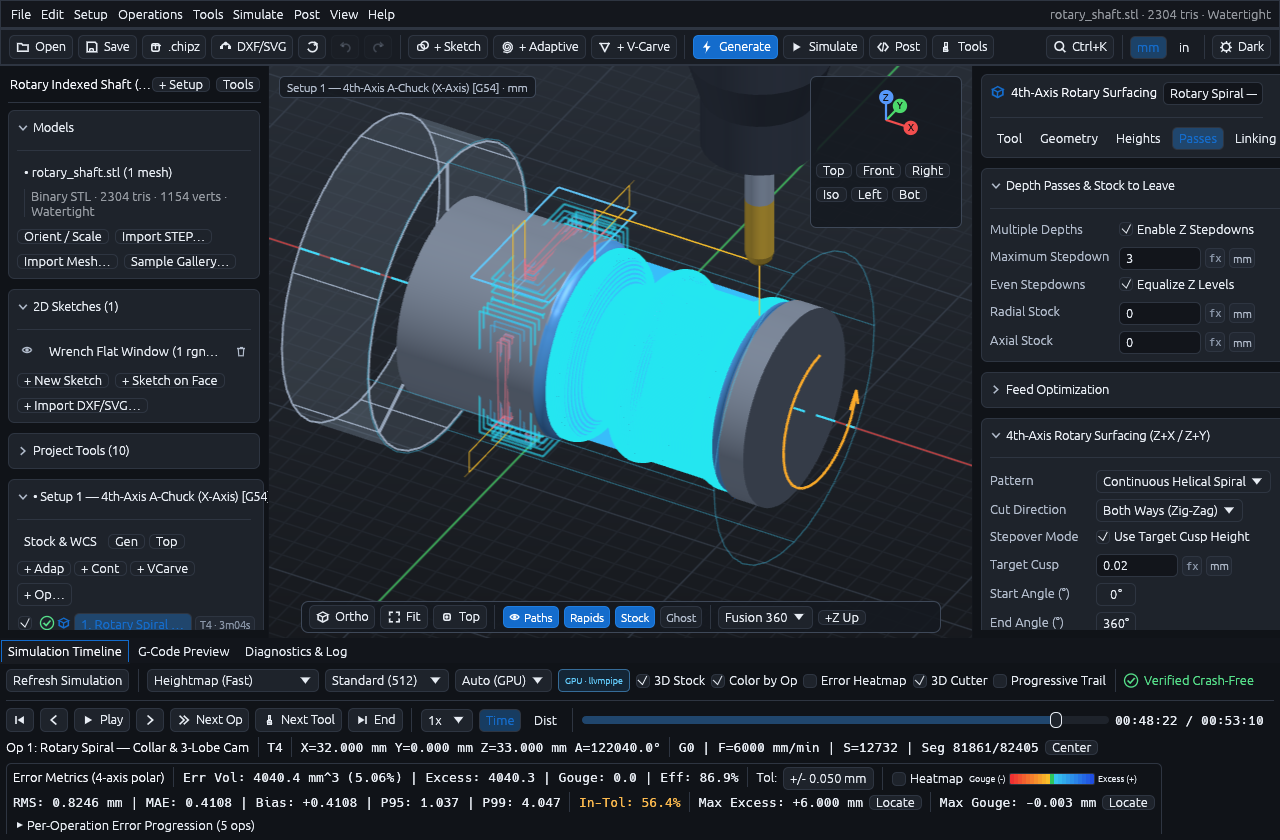 File Edit Setup Operations Tools Simulate Post View Help
rotary_shaft.stl · 2304 tris · Watertight
Open Save .chipz DXF/SVG + Sketch + Adaptive + V-Carve Generate Simulate Post Tools Ctrl+K mm in Dark
Rotary Indexed Shaft (… + Setup Tools
Models
• rotary_shaft.stl (1 mesh)
Binary STL · 2304 tris · 1154 verts ·
Watertight
Orient / Scale Import STEP…
Import Mesh… Sample Gallery…
2D Sketches (1)
Wrench Flat Window (1 rgn…
+ New Sketch + Sketch on Face
+ Import DXF/SVG…
Project Tools (10)
• Setup 1 — 4th-Axis A-Chuck (X-Axis) [G54]
Stock & WCS Gen Top
+ Adap + Cont + VCarve
+ Op…
1. Rotary Spiral … T4 · 3m04s
Setup 1 — 4th-Axis A-Chuck (X-Axis) [G54] · mm
Z
Y
X
Top Front Right
Iso Left Bot
Ortho Fit Top Paths Rapids Stock Ghost Fusion 360 +Z Up
4th-Axis Rotary Surfacing Rotary Spiral —
Tool Geometry Heights Passes Linking
Depth Passes & Stock to Leave
Multiple Depths Enable Z Stepdowns
Maximum Stepdown 3 fx mm
Even Stepdowns Equalize Z Levels
Radial Stock 0 fx mm
Axial Stock 0 fx mm
Feed Optimization
4th-Axis Rotary Surfacing (Z+X / Z+Y)
Pattern Continuous Helical Spiral
Cut Direction Both Ways (Zig-Zag)
Stepover Mode Use Target Cusp Height
Target Cusp 0.02 fx mm
Start Angle (°) 0°
End Angle (°) 360°
Simulation Timeline G-Code Preview Diagnostics & Log
Refresh Simulation Heightmap (Fast) Standard (512) Auto (GPU) GPU · llvmpipe 3D Stock Color by Op Error Heatmap 3D Cutter Progressive Trail Verified Crash-Free
Play Next Op Next Tool End 1x Time Dist 00:48:22 / 00:53:10
Op 1: Rotary Spiral — Collar & 3-Lobe Cam T4 X=32.000 mm Y=0.000 mm Z=33.000 mm A=122040.0° G0 | F=6000 mm/min | S=12732 | Seg 81861/82405 Center
Error Metrics (4-axis polar) Err Vol: 4040.4 mm^3 (5.06%) | Excess: 4040.3 | Gouge: 0.0 | Eff: 86.9% Tol: +/- 0.050 mm Heatmap Gouge (-) Excess (+)
RMS: 0.8246 mm | MAE: 0.4108 | Bias: +0.4108 | P95: 1.037 | P99: 4.047 In-Tol: 56.4% Max Excess: +6.000 mm Locate Max Gouge: -0.003 mm Locate
Per-Operation Error Progression (5 ops)